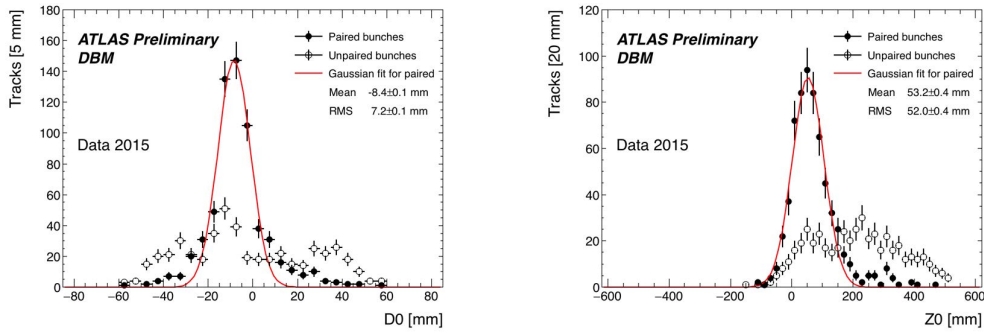 Tracks [5 mm]
180
160
140
120
100
80
60
40
20
0
ATLAS Preliminary
DBM
Data 2015
Paired bunches
Unpaired bunches
Gaussian fit for paired
Mean -8.4±0.1 mm
RMS 7.2±0.1 mm
-80 -60 -40 -20 0 20 40 60 80
D0 [mm]
Tracks [20 mm]
120
100
80
60
40
20
0
ATLAS Preliminary
DBM
Data 2015
Paired bunches
Unpaired bunches
Gaussian fit for paired
Mean 53.2±0.4 mm
RMS 52.0±0.4 mm
-600 -400 -200 0 200 400 600
Z0 [mm]